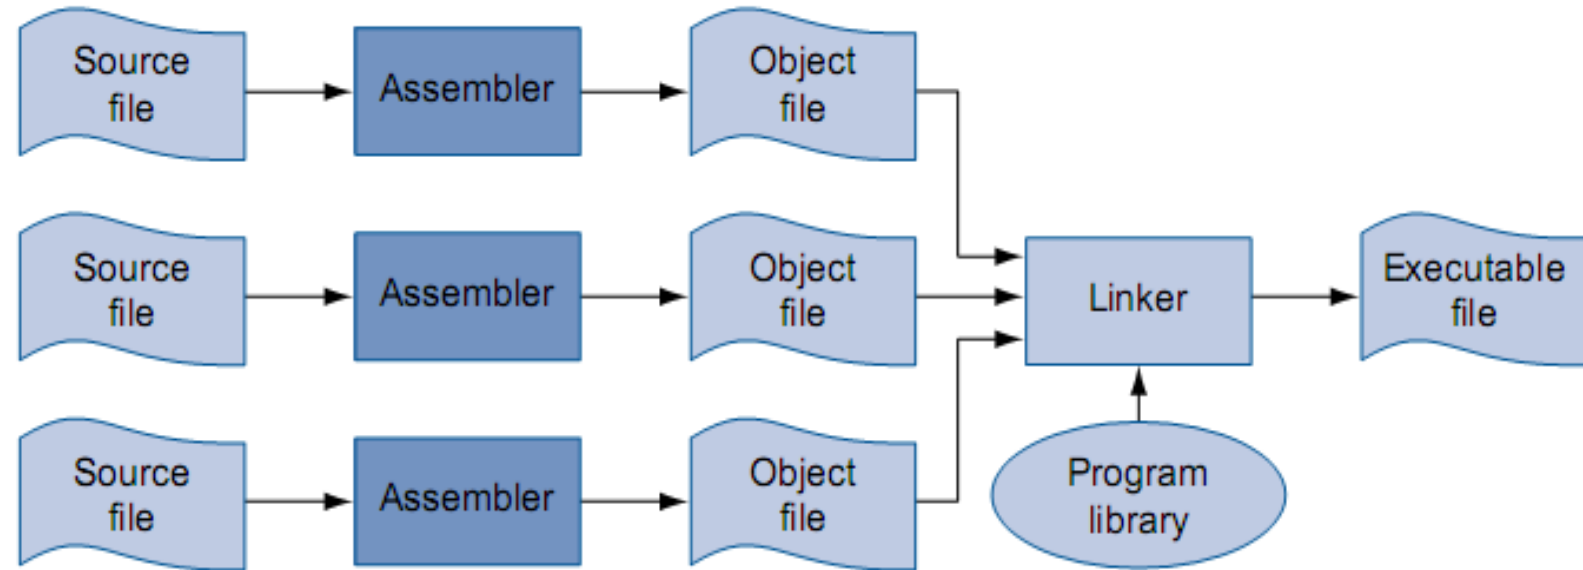 Source
file
Assembler
Object
file
Source
file
Assembler
Object
file
Linker
Executable
file
Source
file
Assembler
Object
file
Program
library